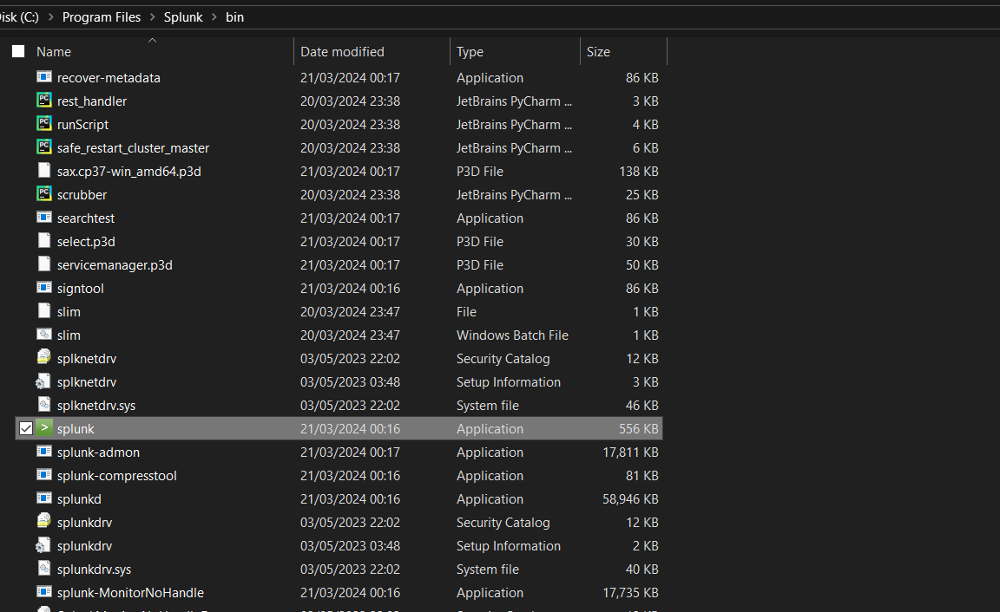 isk (C:) > Program Files > Splunk > bin
Name Date modified Type Size
recover-metadata 21/03/2024 00:17 Application 86 KB
rest_handler 20/03/2024 23:38 JetBrains PyCharm ... 3 KB
runScript 20/03/2024 23:38 JetBrains PyCharm ... 4 KB
safe_restart_cluster_master 20/03/2024 23:38 JetBrains PyCharm ... 6 KB
sax.cp37-win_amd64.p3d 21/03/2024 00:17 P3D File 138 KB
scrubber 20/03/2024 23:38 JetBrains PyCharm ... 25 KB
searchtest 21/03/2024 00:17 Application 86 KB
select.p3d 21/03/2024 00:17 P3D File 30 KB
servicemanager.p3d 21/03/2024 00:17 P3D File 50 KB
signtool 21/03/2024 00:16 Application 86 KB
slim 20/03/2024 23:47 File 1 KB
slim 20/03/2024 23:47 Windows Batch File 1 KB
splknetdrv 03/05/2023 22:02 Security Catalog 12 KB
splknetdrv 03/05/2023 03:48 Setup Information 3 KB
splknetdrv.sys 03/05/2023 22:02 System file 46 KB
splunk 21/03/2024 00:16 Application 556 KB
splunk-admon 21/03/2024 00:17 Application 17,811 KB
splunk-compresstool 21/03/2024 00:16 Application 81 KB
splunkd 21/03/2024 00:16 Application 58,946 KB
splunkdrv 03/05/2023 22:02 Security Catalog 12 KB
splunkdrv 03/05/2023 03:48 Setup Information 2 KB
splunkdrv.sys 03/05/2023 22:02 System file 40 KB
splunk-MonitorNoHandle 21/03/2024 00:16 Application 17,735 KB